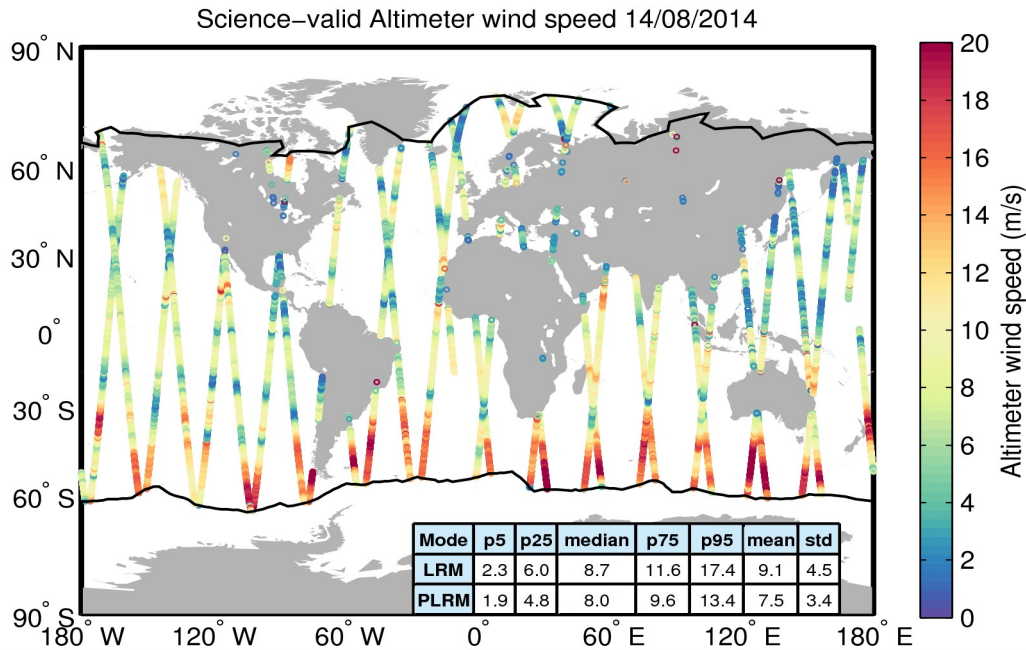 Science−valid Altimeter wind speed 14/08/2014
90° N
60° N
30° N
0°
30° S
60° S
90° S
180° W
120° W
60° W
0°
60° E
120° E
180° E
Mode p5 p25 median p75 p95 mean std
LRM 2.3 6.0 8.7 11.6 17.4 9.1 4.5
PLRM 1.9 4.8 8.0 9.6 13.4 7.5 3.4
20
18
16
14
12
10
8
6
4
2
0
Altimeter wind speed (m/s)